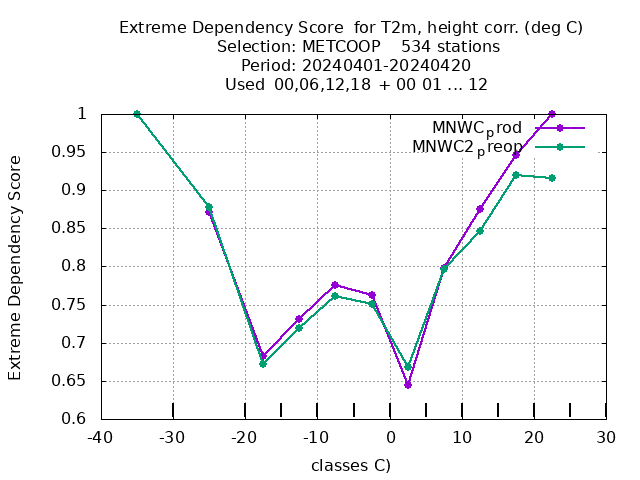 Extreme Dependency Score  for T2m, height corr. (deg C)
Selection: METCOOP    534 stations
Period: 20240401-20240420
Used  00,06,12,18  + 00 01 ... 12
MNWCprod
MNWC2preop
1
0.95
0.9
0.85
0.8
0.75
0.7
0.65
0.6
Extreme Dependency Score
-40 -30 -20 -10 0 10 20 30
classes C)